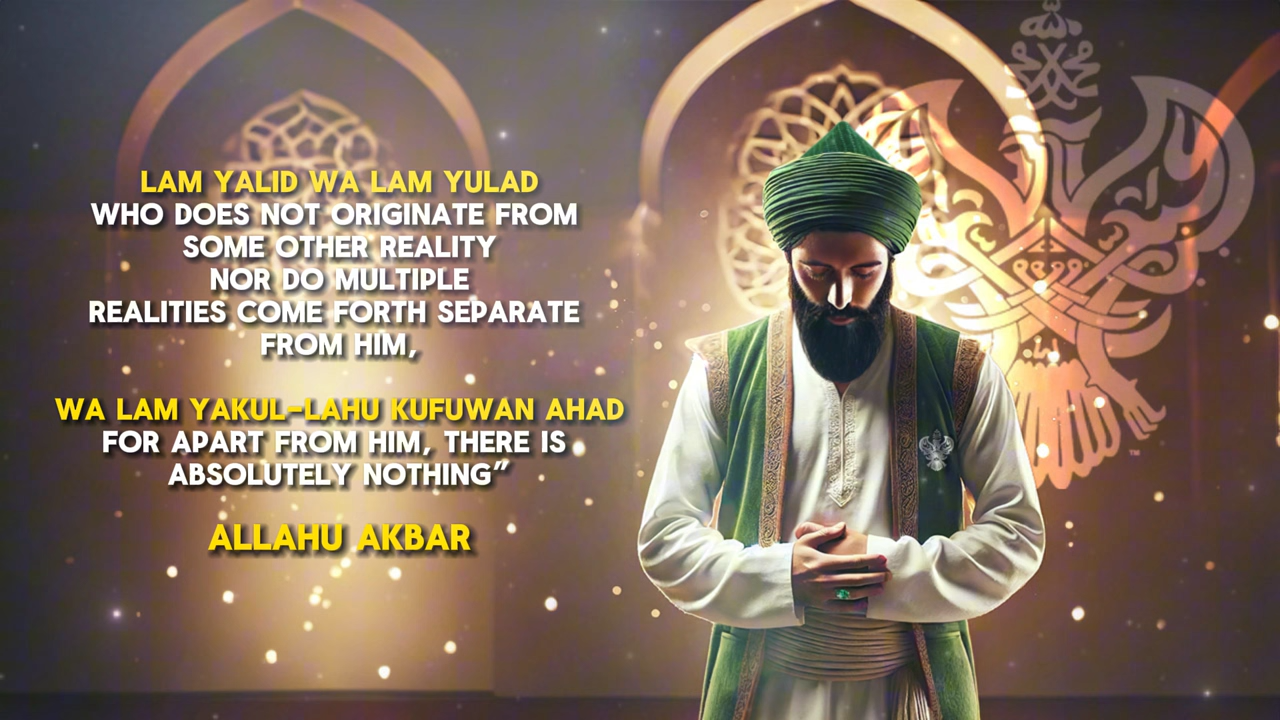 LAM YALID WA LAM YULAD
WHO DOES NOT ORIGINATE FROM
SOME OTHER REALITY
NOR DO MULTIPLE
REALITIES COME FORTH SEPARATE
FROM HIM,
WA LAM YAKUL-LAHU KUFUWAN AHAD
FOR APART FROM HIM, THERE IS
ABSOLUTELY NOTHING”
ALLAHU AKBAR
TM